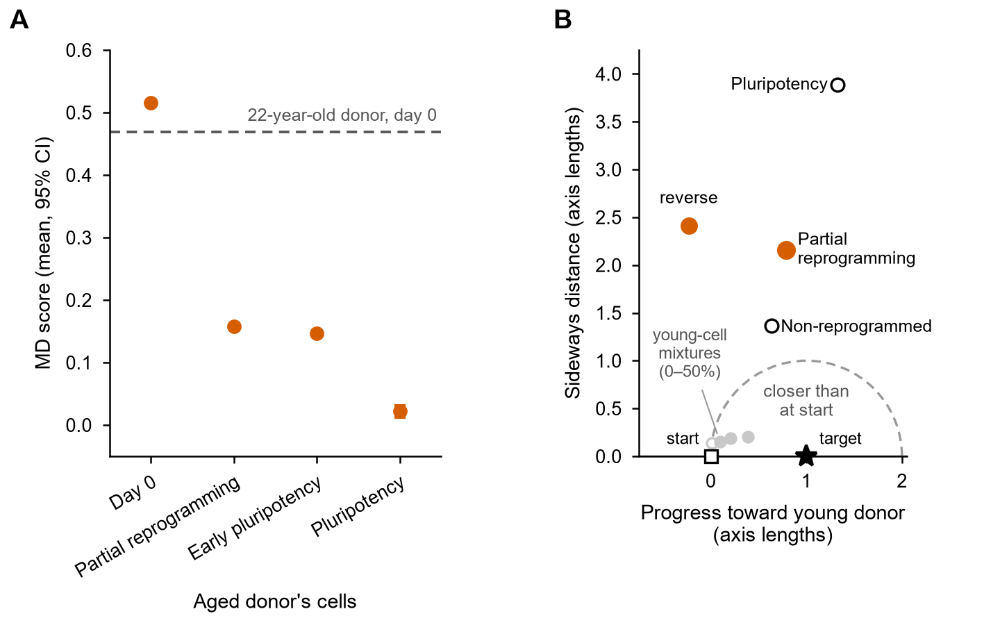 A
0.6
0.5
0.4
0.3
0.2
0.1
0.0
MD score (mean, 95% CI)
22-year-old donor, day 0
Day 0
Partial reprogramming
Early pluripotency
Pluripotency
Aged donor's cells
B
4.0
3.5
3.0
2.5
2.0
1.5
1.0
0.5
0.0
Sideways distance (axis lengths)
Pluripotency
reverse
Partial
reprogramming
Non-reprogrammed
young-cell
mixtures
(0–50%)
closer than
at start
start
target
0
1
2
Progress toward young donor
(axis lengths)